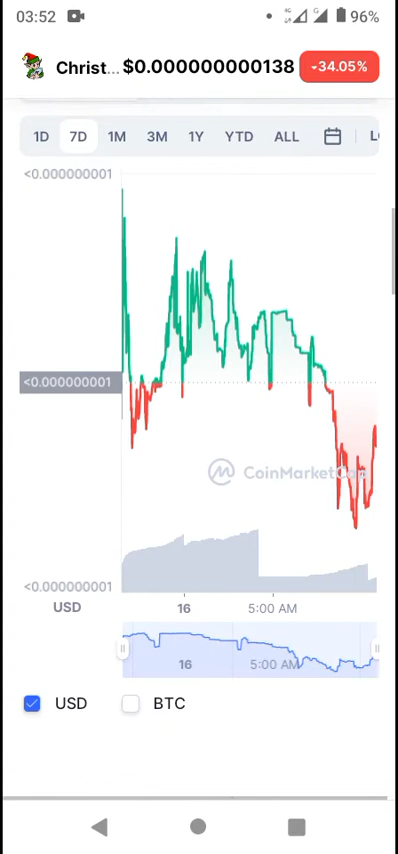 03:52 96%
Christ... $0.000000000138 -34.05%
1D 7D 1M 3M 1Y YTD ALL
<0.000000001
<0.000000001
CoinMarketCap
<0.000000001
USD 16 5:00 AM
16 5:00 AM
USD BTC